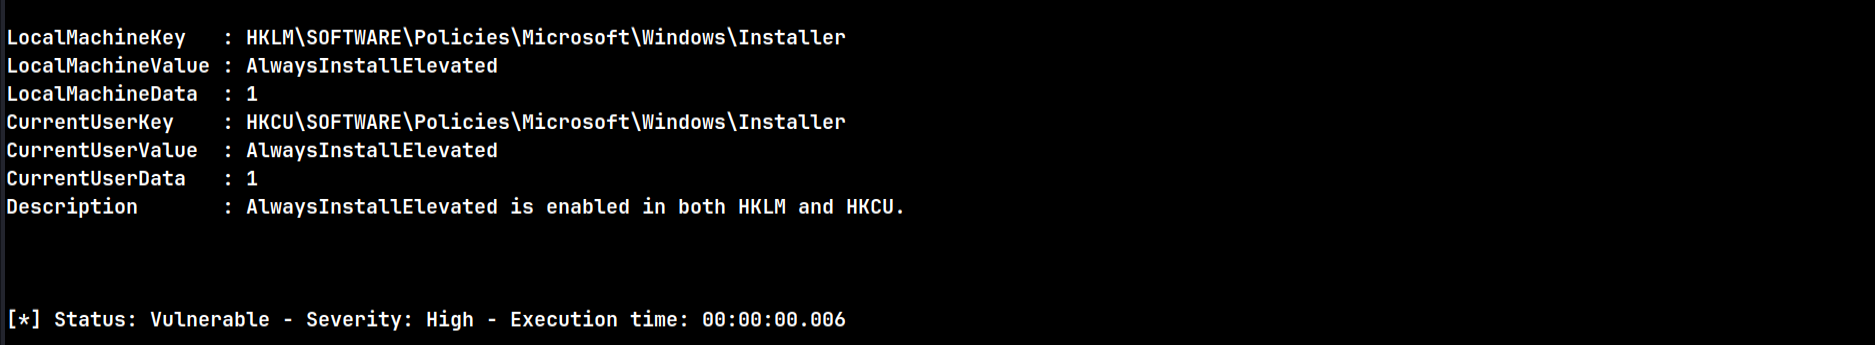 LocalMachineKey   : HKLM\SOFTWARE\Policies\Microsoft\Windows\Installer
LocalMachineValue : AlwaysInstallElevated
LocalMachineData  : 1
CurrentUserKey    : HKCU\SOFTWARE\Policies\Microsoft\Windows\Installer
CurrentUserValue  : AlwaysInstallElevated
CurrentUserData   : 1
Description       : AlwaysInstallElevated is enabled in both HKLM and HKCU.
[*] Status: Vulnerable - Severity: High - Execution time: 00:00:00.006